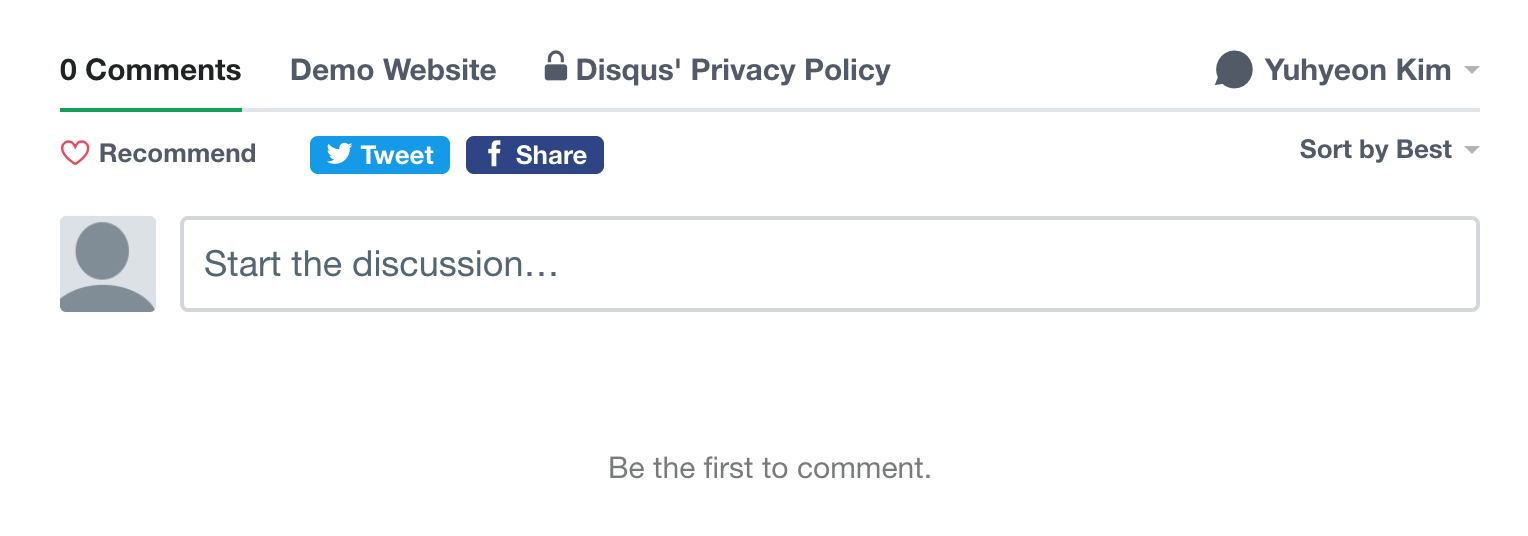 0 Comments Demo Website Disqus' Privacy Policy Yuhyeon Kim
Recommend Tweet Share Sort by Best
Start the discussion…
Be the first to comment.